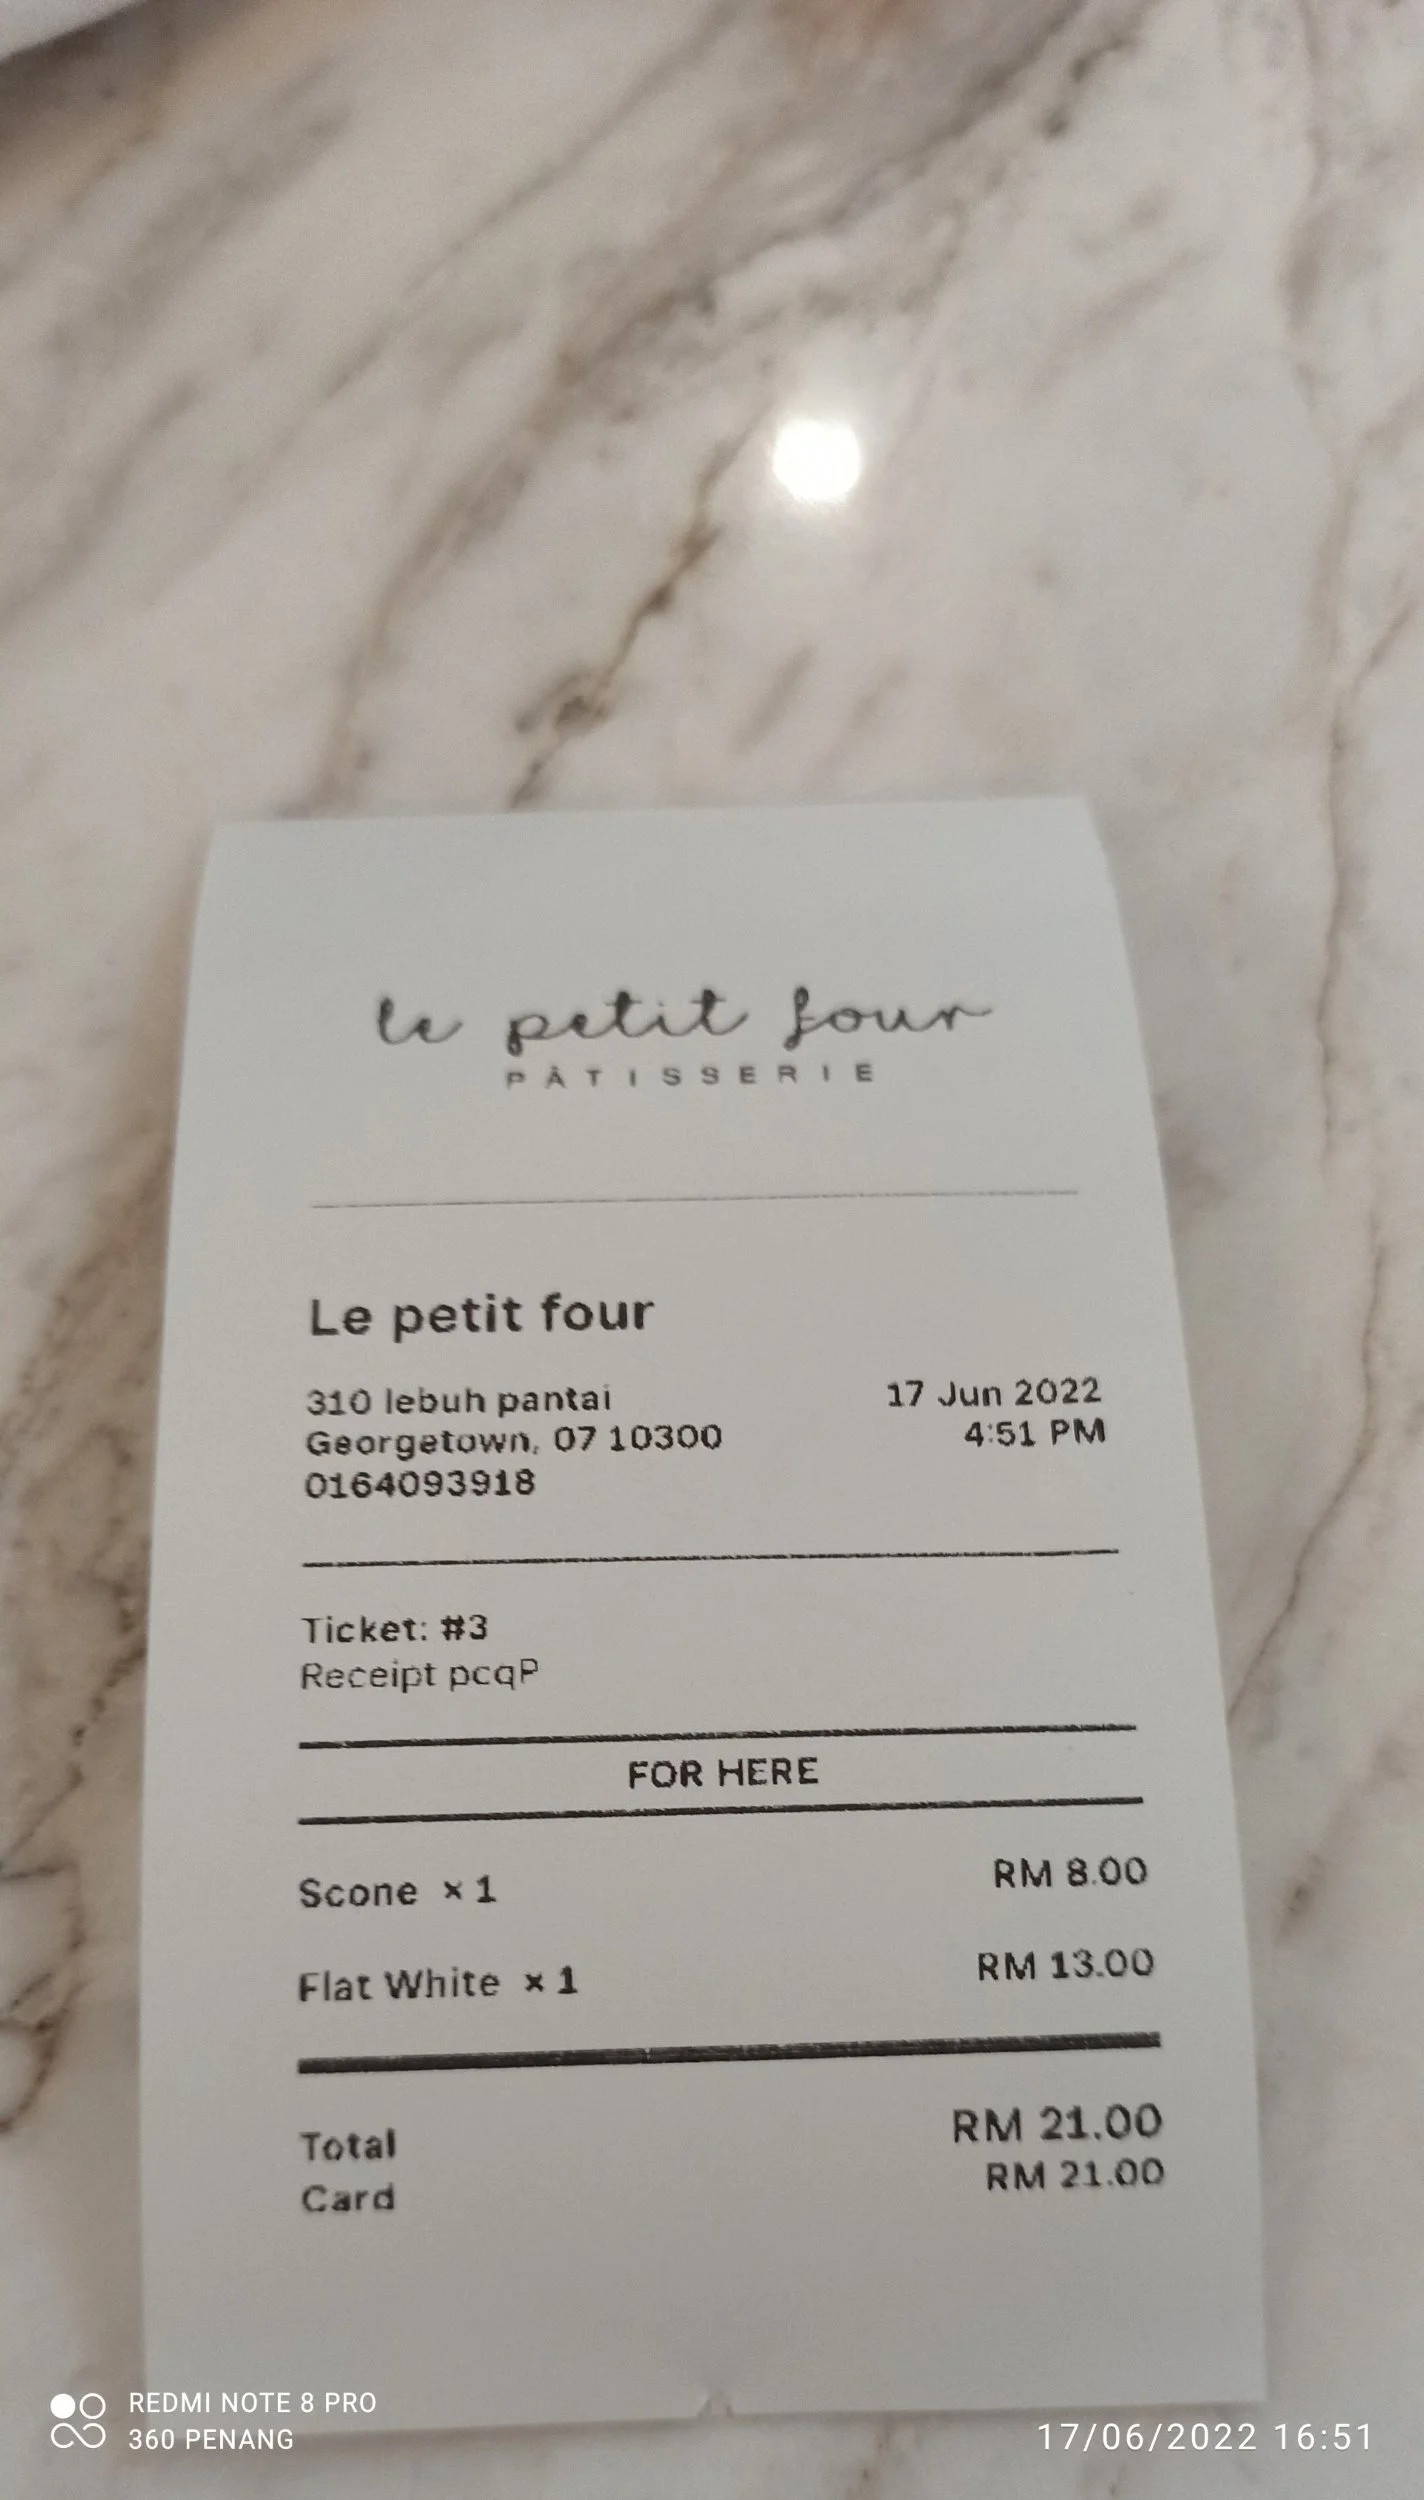 le petit four
PÂTISSERIE
Le petit four
310 lebuh pantai
17 Jun 2022
Georgetown, 07 10300
4:51 PM
0164093918
Ticket: #3
Receipt pcqP
FOR HERE
Scone × 1 RM 8.00
Flat White × 1 RM 13.00
Total RM 21.00
Card RM 21.00
REDMI NOTE 8 PRO
360 PENANG
17/06/2022 16:51